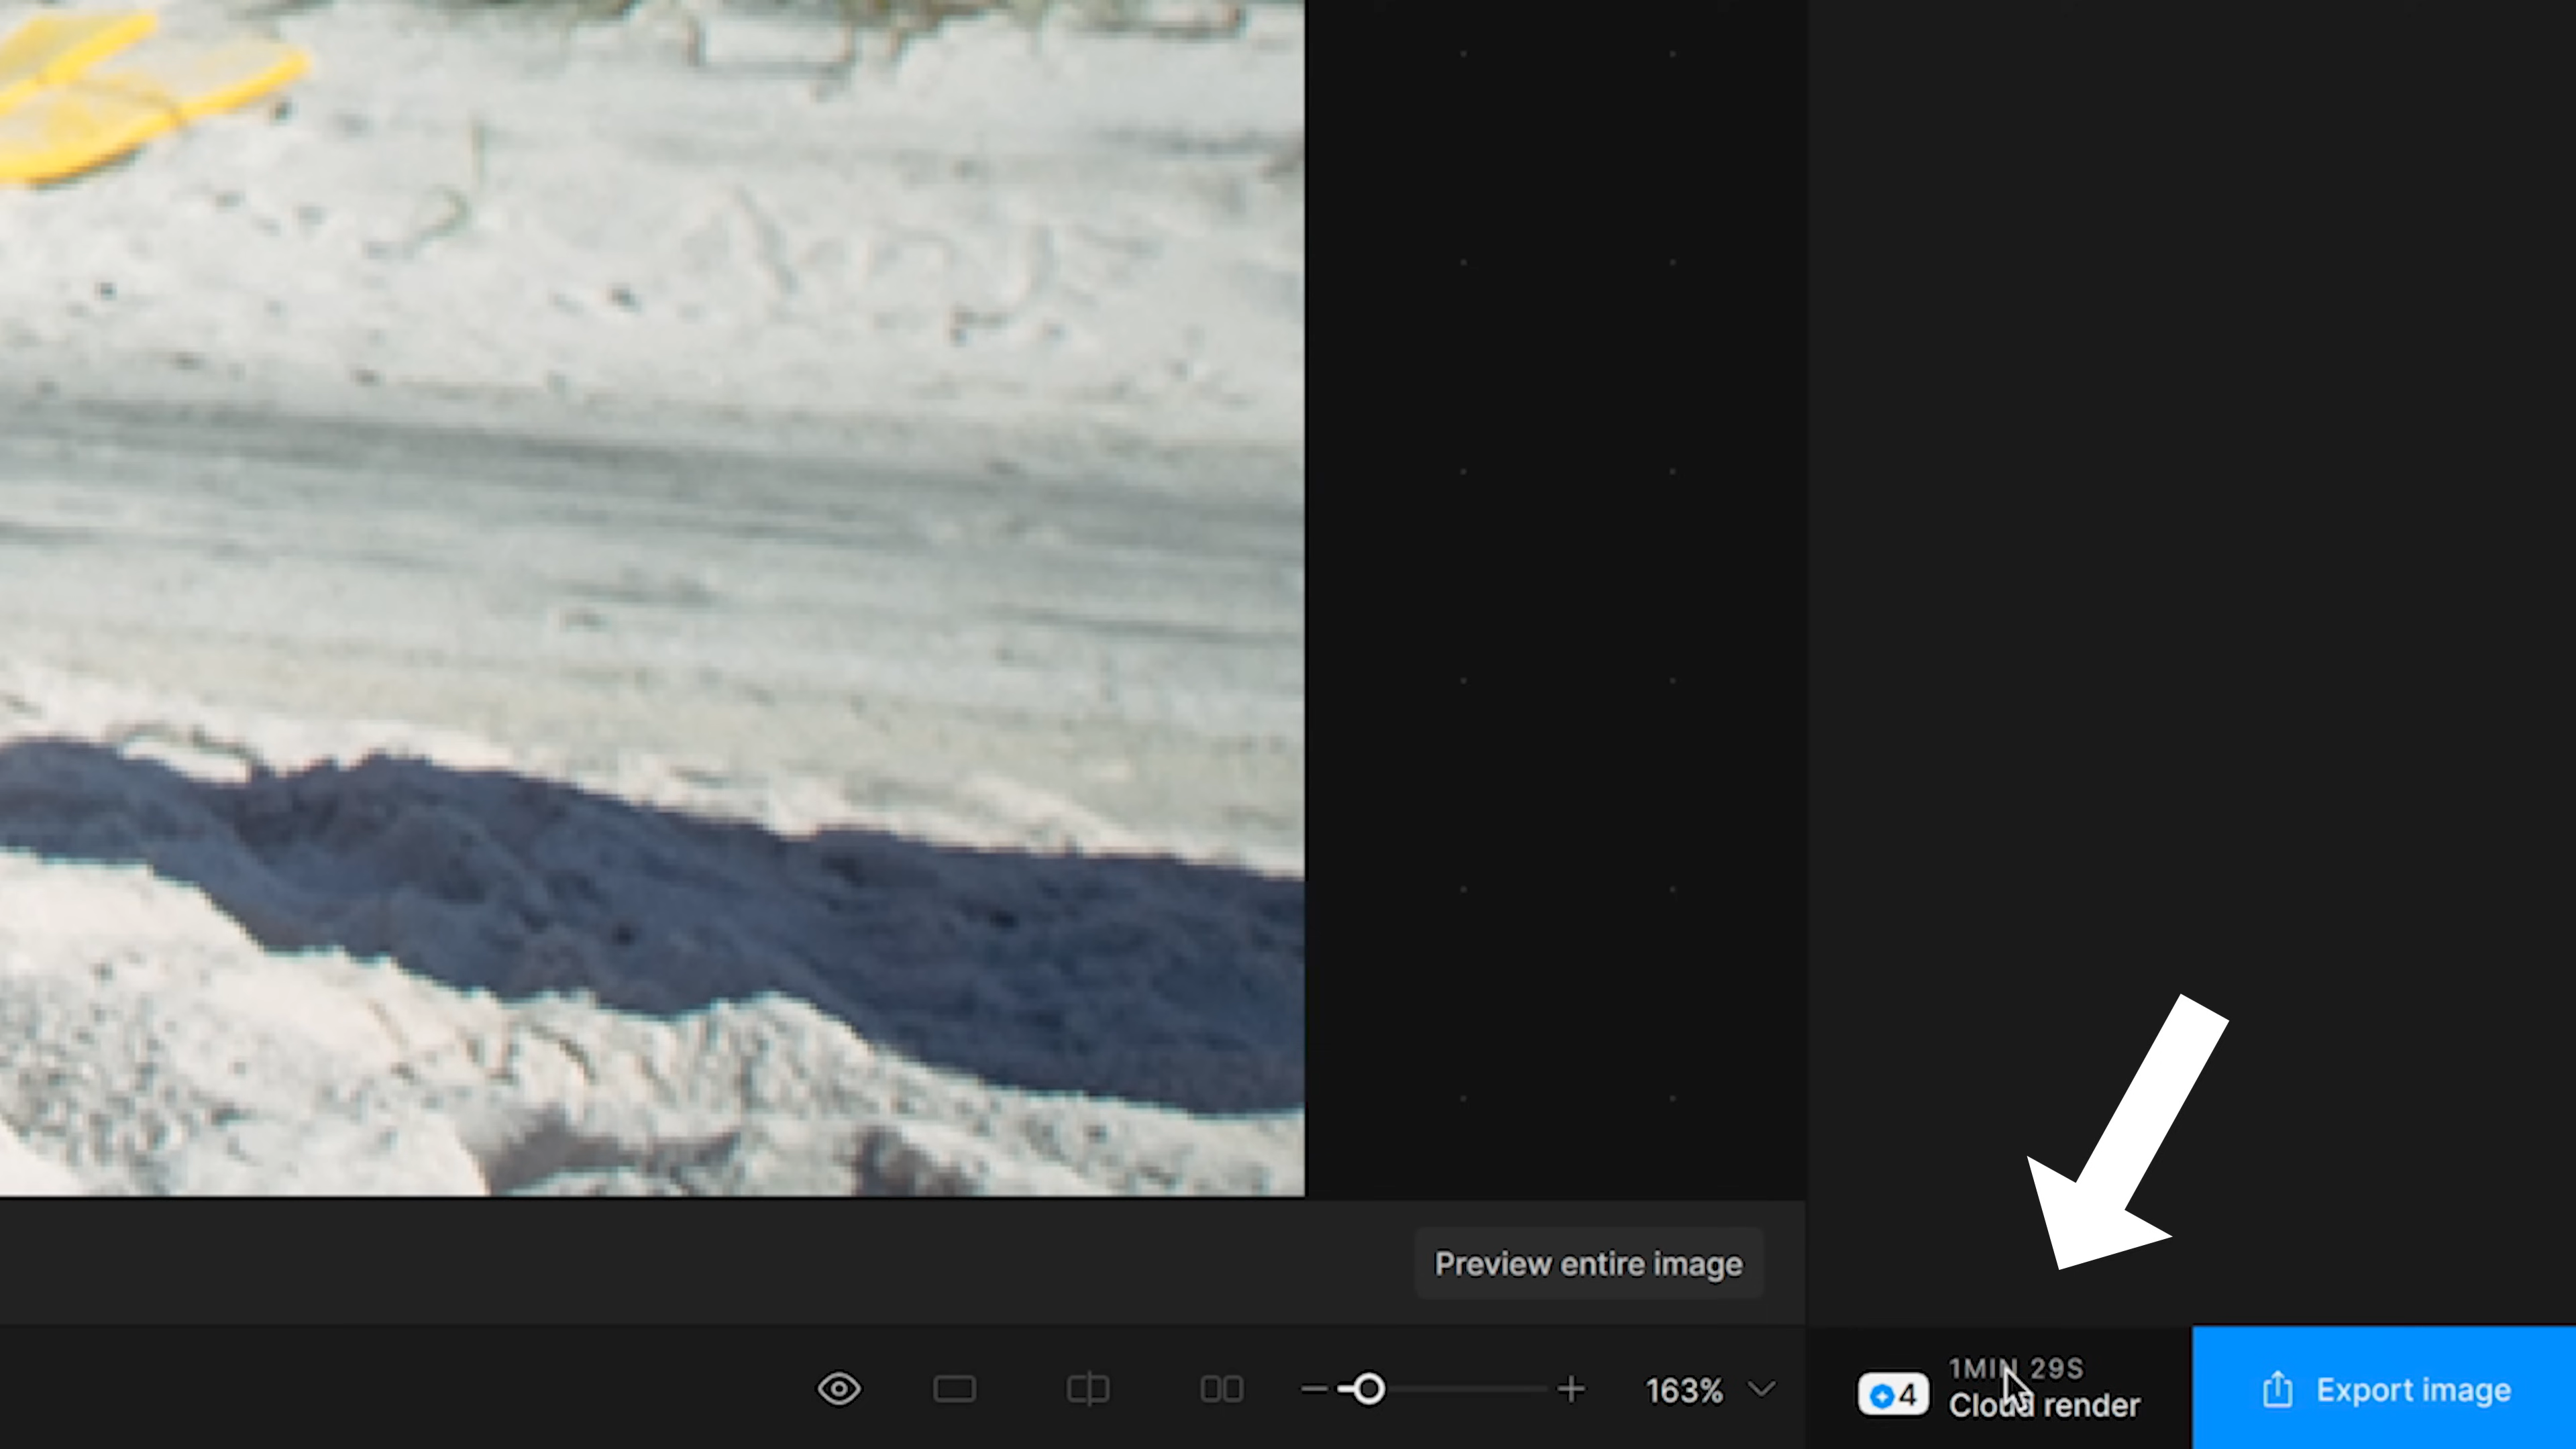 Preview entire image
163%
4
1MIN 29S
Cloud render
Export image